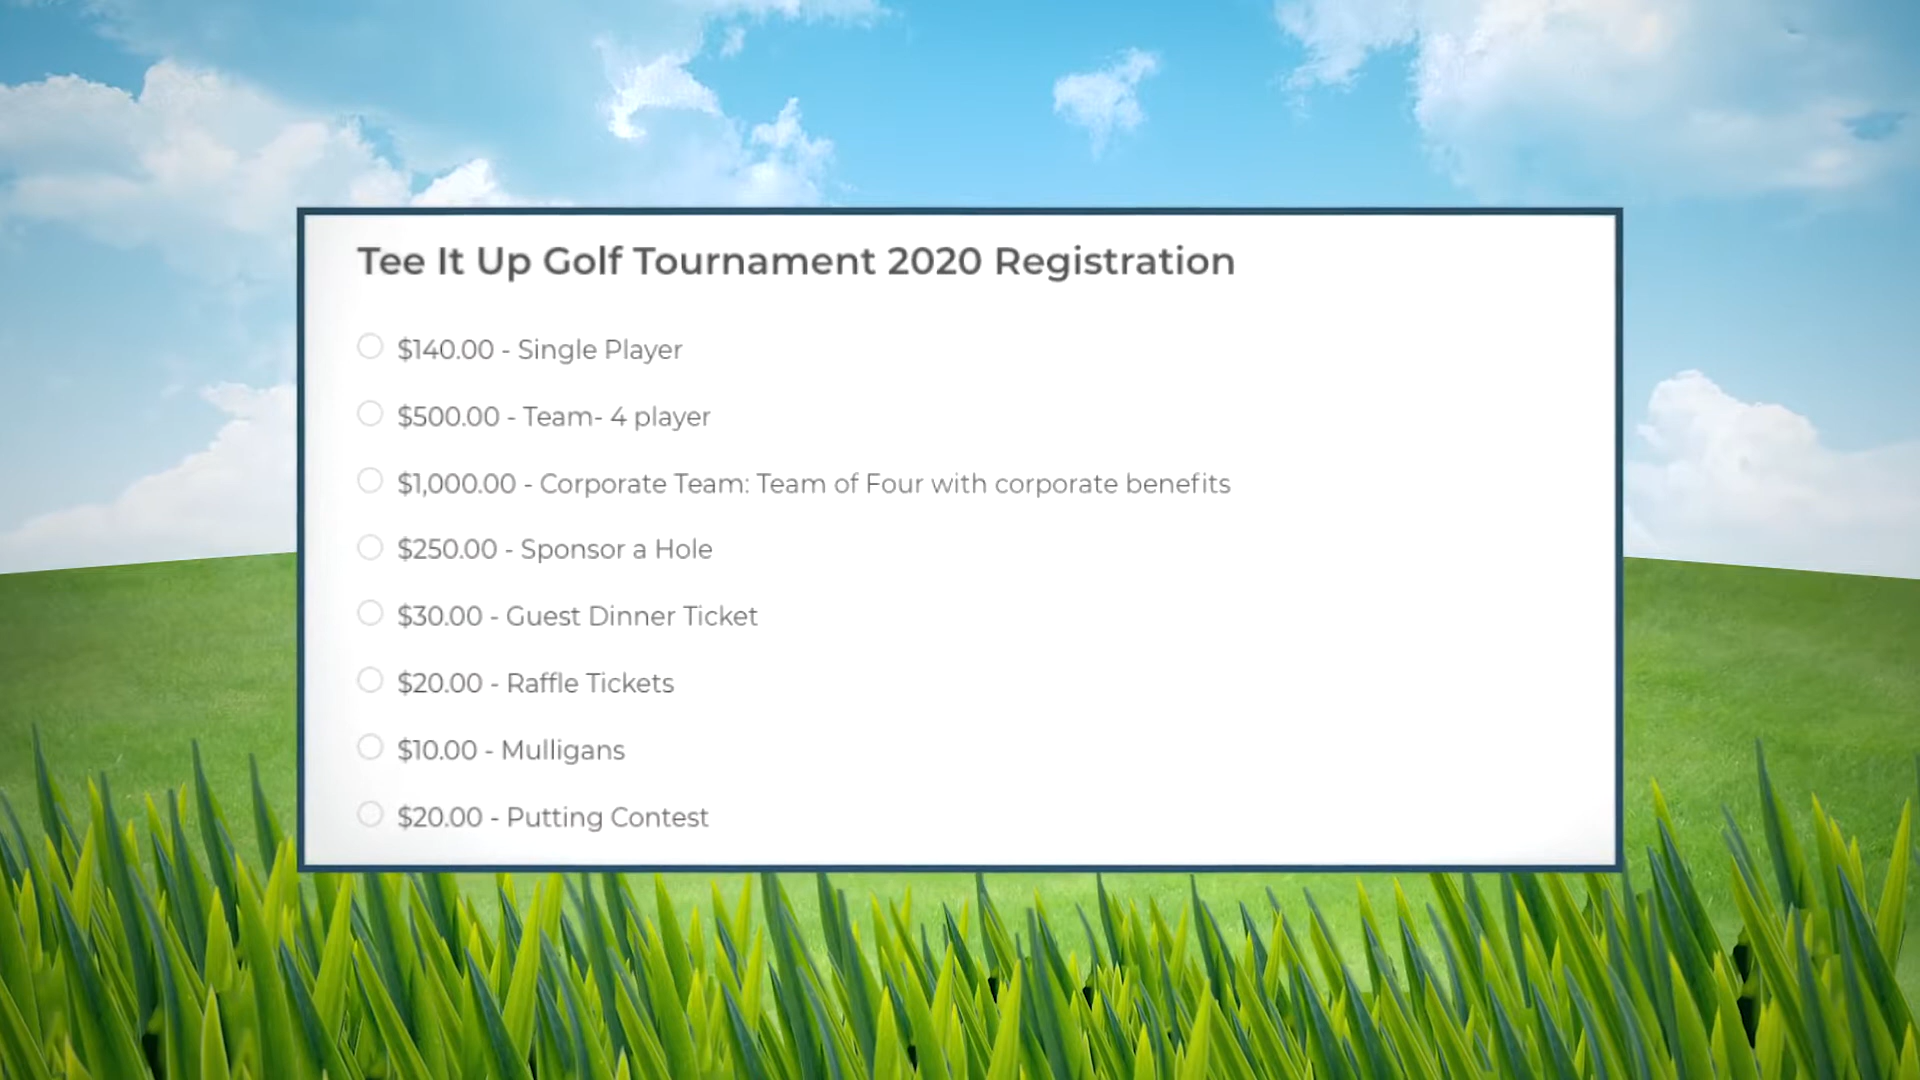 Tee It Up Golf Tournament 2020 Registration
$140.00 - Single Player
$500.00 - Team- 4 player
$1,000.00 - Corporate Team: Team of Four with corporate benefits
$250.00 - Sponsor a Hole
$30.00 - Guest Dinner Ticket
$20.00 - Raffle Tickets
$10.00 - Mulligans
$20.00 - Putting Contest